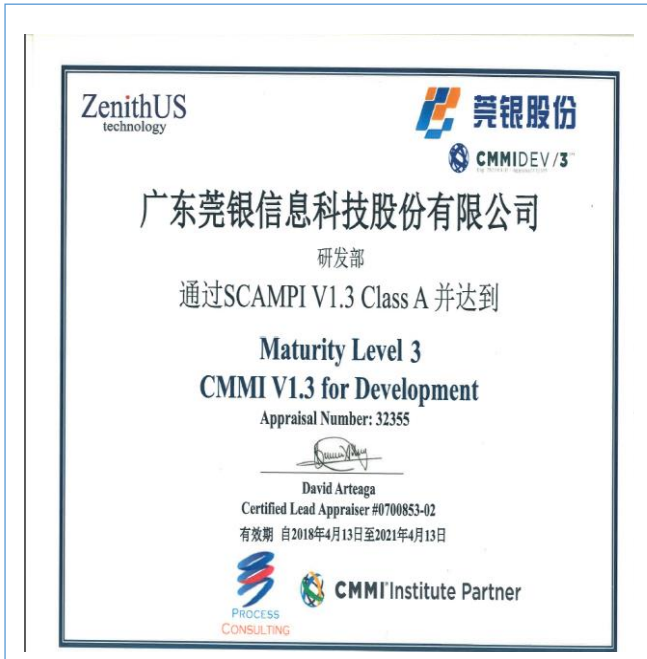 ZenithUS
technology
莞银股份
CMMIDEV/3
广东莞银信息科技股份有限公司
研发部
通过SCAMPI V1.3 Class A 并达到
Maturity Level 3
CMMI V1.3 for Development
Appraisal Number: 32355
David Arteaga
Certified Lead Appraiser #0700853-02
有效期 自2018年4月13日至2021年4月13日
PROCESS
CONSULTING
CMMI Institute Partner